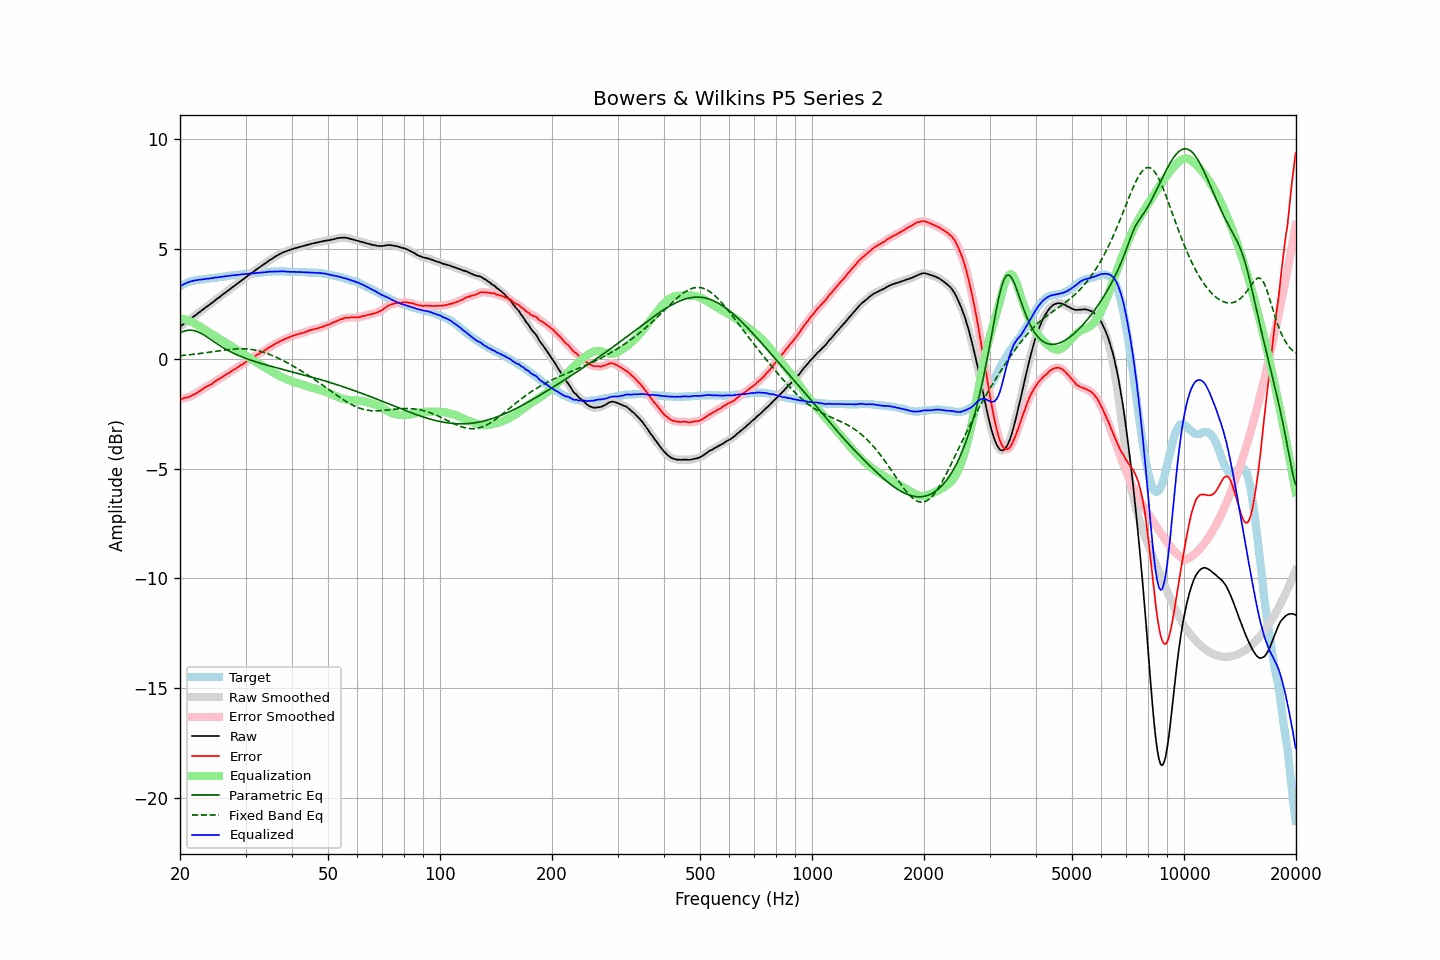 Bowers & Wilkins P5 Series 2
Amplitude (dBr)
10
5
0
−5
−10
−15
−20
Target
Raw Smoothed
Error Smoothed
Raw
Error
Equalization
Parametric Eq
Fixed Band Eq
Equalized
20 50 100 200 500 1000 2000 5000 10000 20000
Frequency (Hz)